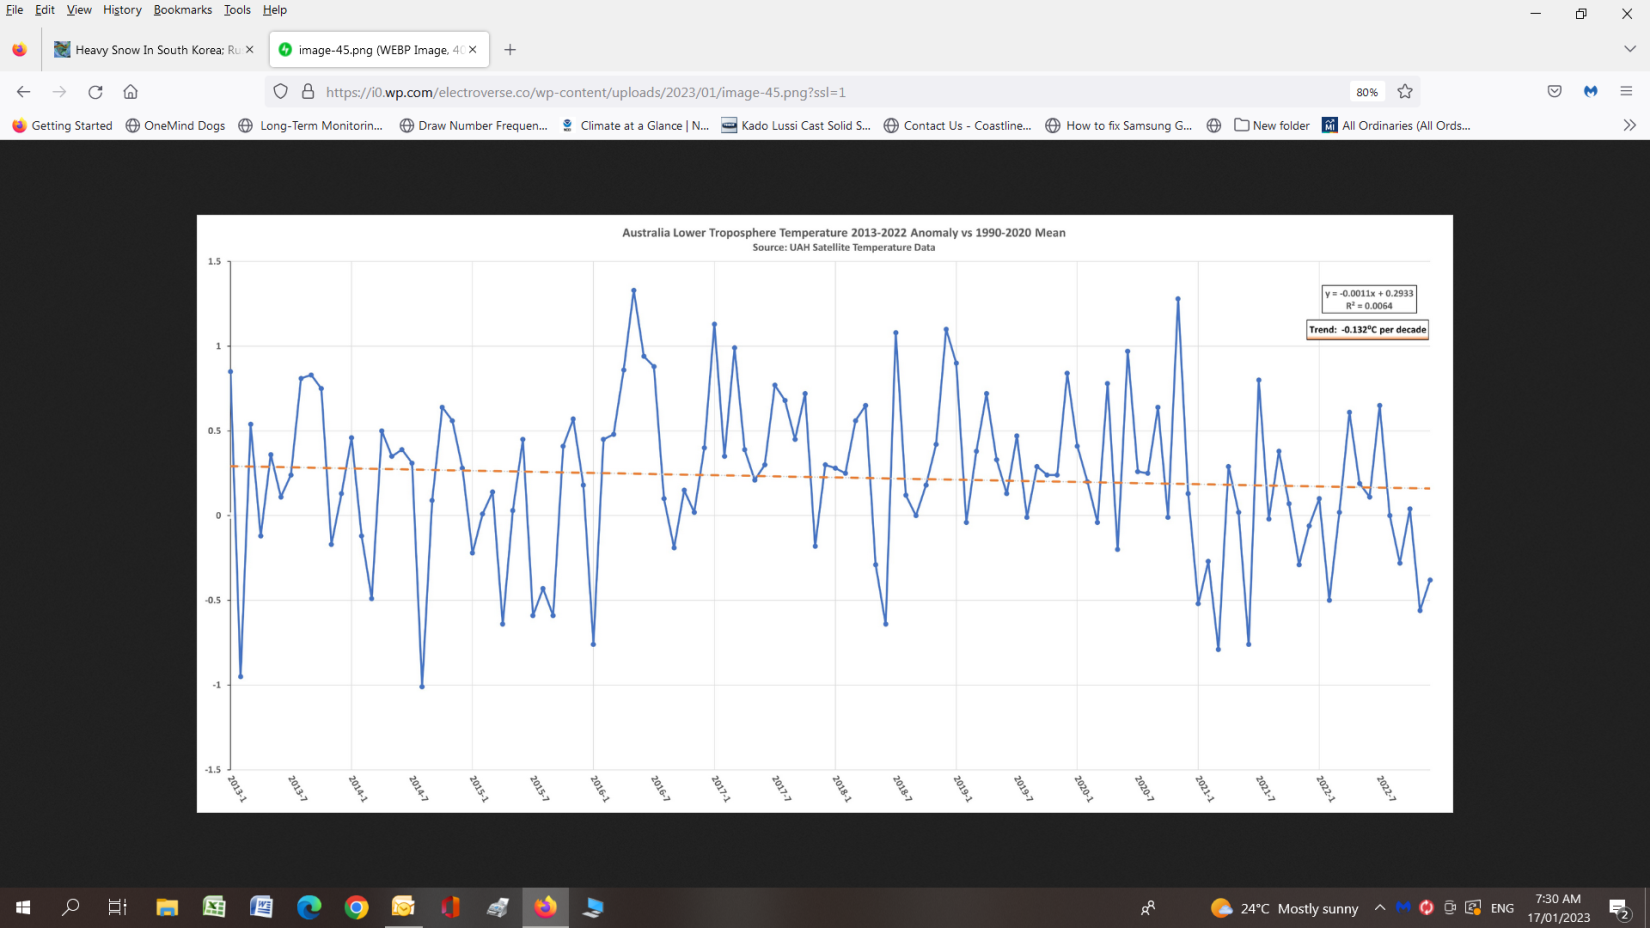 File Edit View History Bookmarks Tools Help
Heavy Snow In South Korea; Ru
image-45.png (WEBP Image, 40
https://i0.wp.com/electroverse.co/wp-content/uploads/2023/01/image-45.png?ssl=1
80%
Getting Started OneMind Dogs Long-Term Monitorin... Draw Number Frequen... Climate at a Glance | N... Kado Lussi Cast Solid S... Contact Us - Coastline... How to fix Samsung G... New folder All Ordinaries (All Ords...
Australia Lower Troposphere Temperature 2013-2022 Anomaly vs 1990-2020 Mean
Source: UAH Satellite Temperature Data
y = -0.0011x + 0.2933
R² = 0.0064
Trend: -0.132⁰C per decade
1.5
1
0.5
0
-0.5
-1
-1.5
2013-1 2013-7 2014-1 2014-7 2015-1 2015-7 2016-1 2016-7 2017-1 2017-7 2018-1 2018-7 2019-1 2019-7 2020-1 2020-7 2021-1 2021-7 2022-1 2022-7
24°C Mostly sunny
ENG
7:30 AM
17/01/2023
2